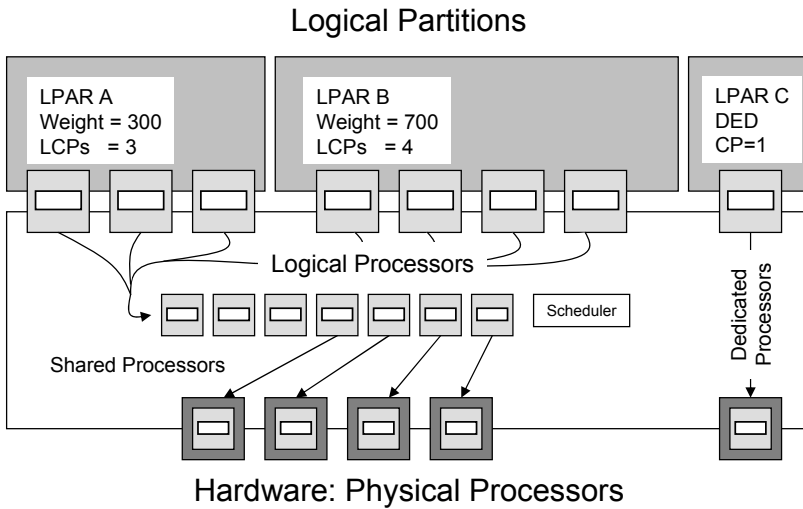 Logical Partitions
LPAR A
Weight = 300
LCPs = 3
LPAR B
Weight = 700
LCPs = 4
LPAR C
DED
CP=1
Logical Processors
Scheduler
Shared Processors
Dedicated
Processors
Hardware: Physical Processors